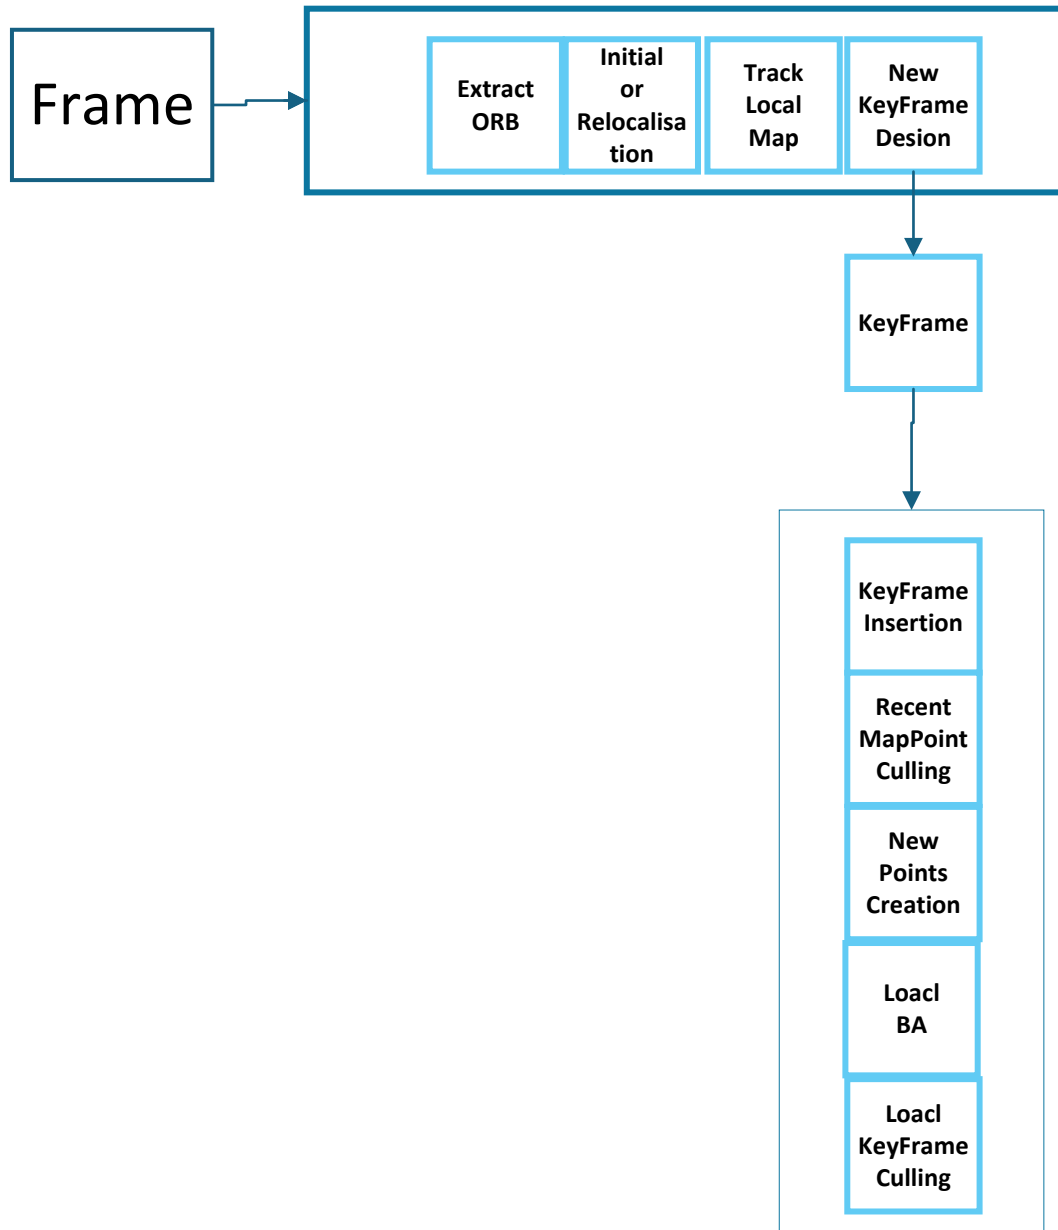 Frame
Extract
ORB
Initial
or
Relocalisa
tion
Track
Local
Map
New
KeyFrame
Desion
KeyFrame
KeyFrame
Insertion
Recent
MapPoint
Culling
New
Points
Creation
Loacl
BA
Loacl
KeyFrame
Culling